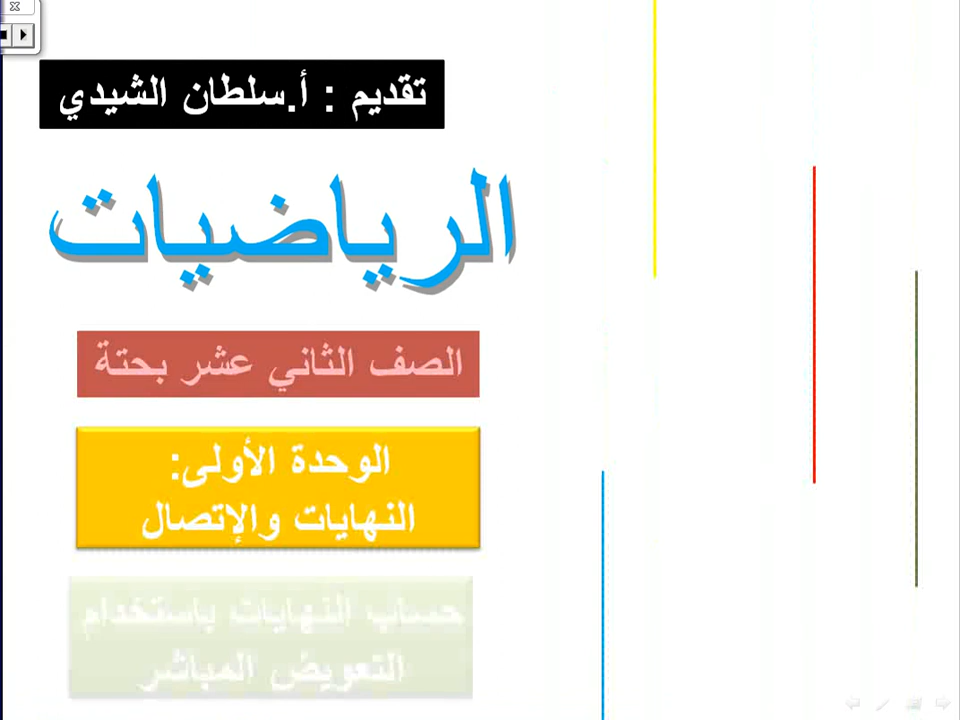 تقديم : أ.سلطان الشيدي
الرياضيات
الصف الثاني عشر بحتة
الوحدة الأولى:
النهايات والإتصال
حساب النهايات باستخدام
التعويض المباشر